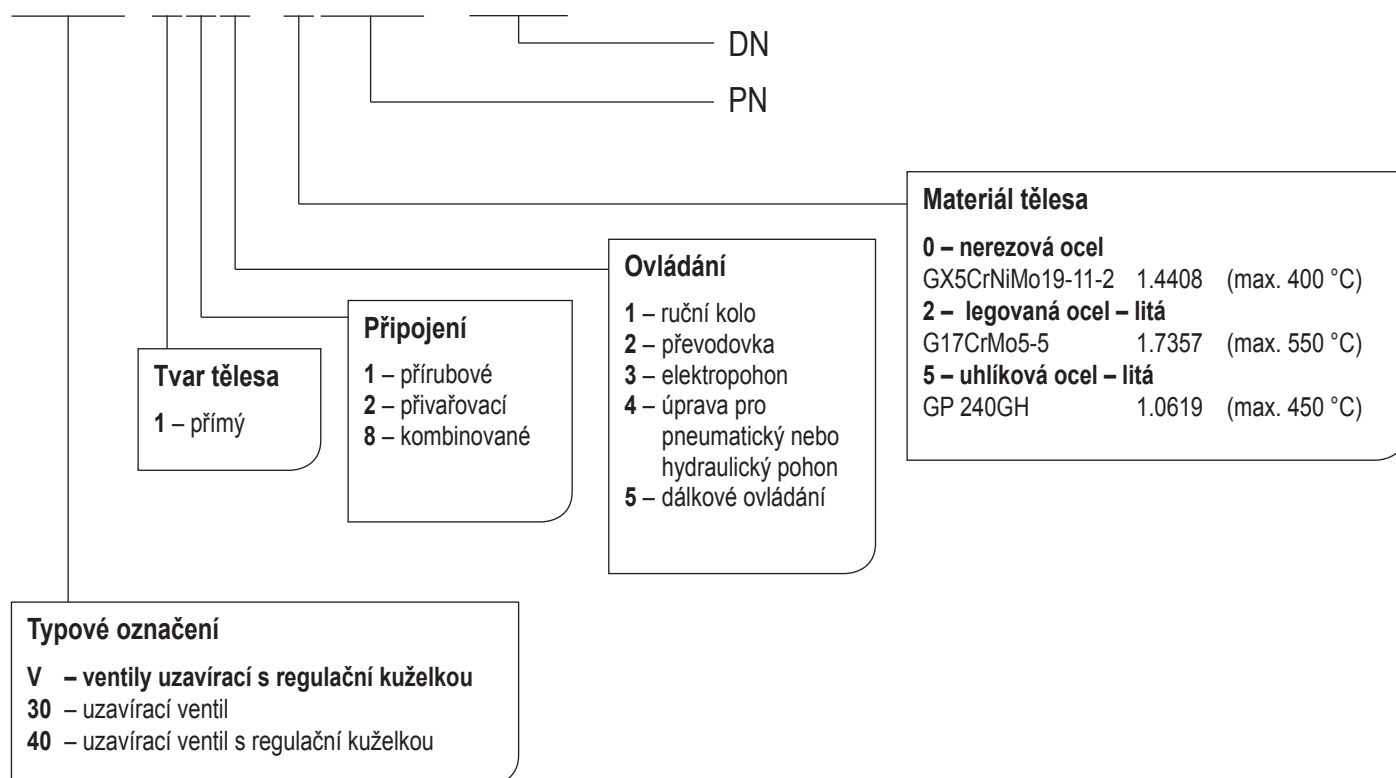 DN
PN
Materiál tělesa
0 – nerezová ocel
GX5CrNiMo19-11-2 1.4408 (max. 400 °C)
2 – legovaná ocel – litá
G17CrMo5-5 1.7357 (max. 550 °C)
5 – uhlíková ocel – litá
GP 240GH 1.0619 (max. 450 °C)
Ovládání
1 – ruční kolo
2 – převodovka
3 – elektropohon
4 – úprava pro
pneumatický nebo
hydraulický pohon
5 – dálkové ovládání
Připojení
1 – přírubové
2 – přivařovací
8 – kombinované
Tvar tělesa
1 – přímý
Typové označení
V – ventily uzavírací s regulační kuželkou
30 – uzavírací ventil
40 – uzavírací ventil s regulační kuželkou